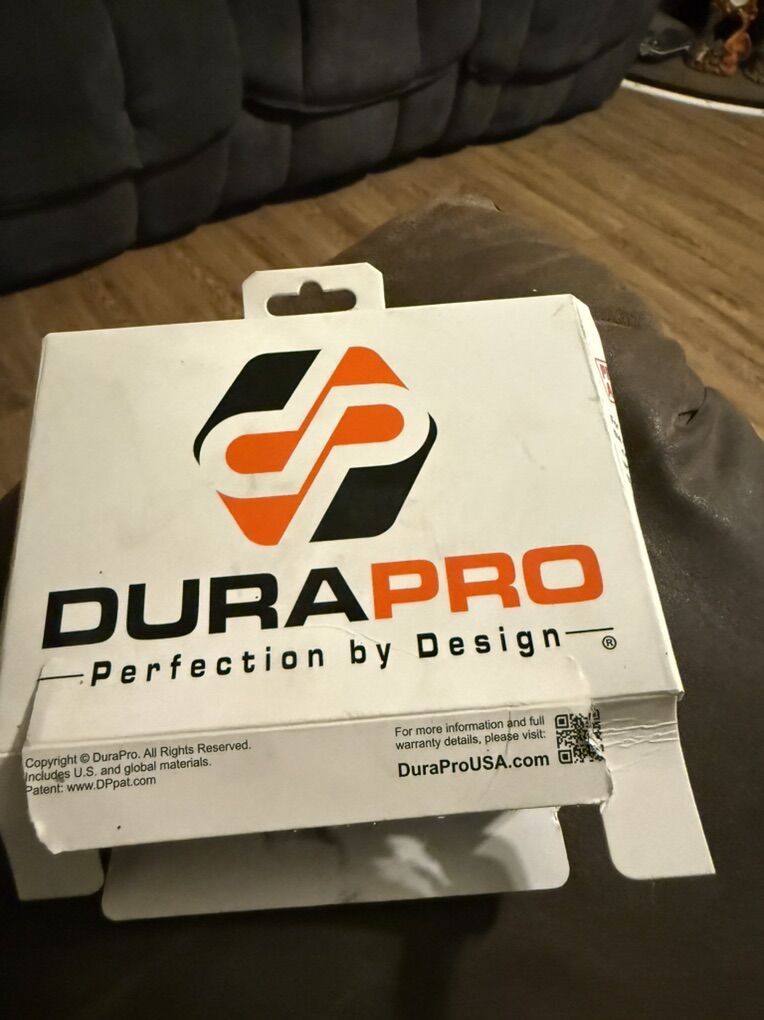 DURAPRO
Perfection by Design ®
Copyright © DuraPro. All Rights Reserved.
Includes U.S. and global materials.
Patent: www.DPpat.com
For more information and full
warranty details, please visit:
DuraProUSA.com